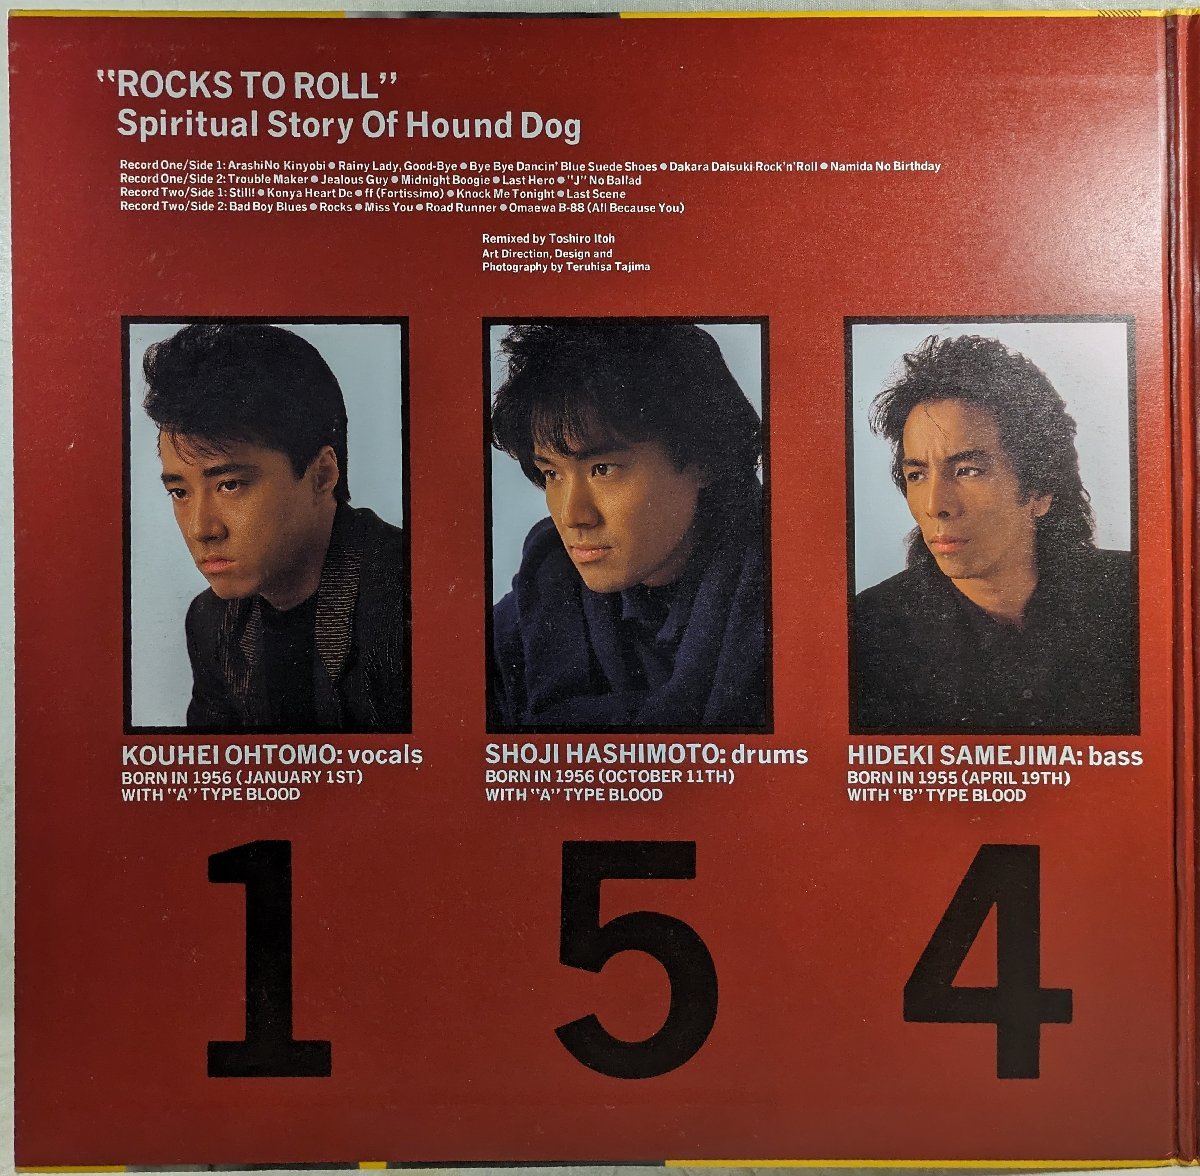 “ROCKS TO ROLL”
Spiritual Story Of Hound Dog
Record One/Side 1: ArashiNo Kinyobi ● Rainy Lady, Good-Bye ● Bye Bye Dancin' Blue Suede Shoes ● Dakara Daisuki Rock'n'Roll ● Namida No Birthday
Record One/Side 2: Trouble Maker ● Jealous Guy ● Midnight Boogie ● Last Hero ● “J” No Ballad
Record Two/Side 1: Still! ● Konya Heart De ● ff (Fortissimo) ● Knock Me Tonight ● Last Scene
Record Two/Side 2: Bad Boy Blues ● Rocks ● Miss You ● Road Runner ● Omaewa B-88 (All Because You)
Remixed by Toshiro Itoh
Art Direction, Design and
Photography by Teruhisa Tajima
KOUHEI OHTOMO: vocals
BORN IN 1956 (JANUARY 1ST)
WITH “A” TYPE BLOOD
SHOJI HASHIMOTO: drums
BORN IN 1956 (OCTOBER 11TH)
WITH “A” TYPE BLOOD
HIDEKI SAMEJIMA: bass
BORN IN 1955 (APRIL 19TH)
WITH “B” TYPE BLOOD
1 5 4